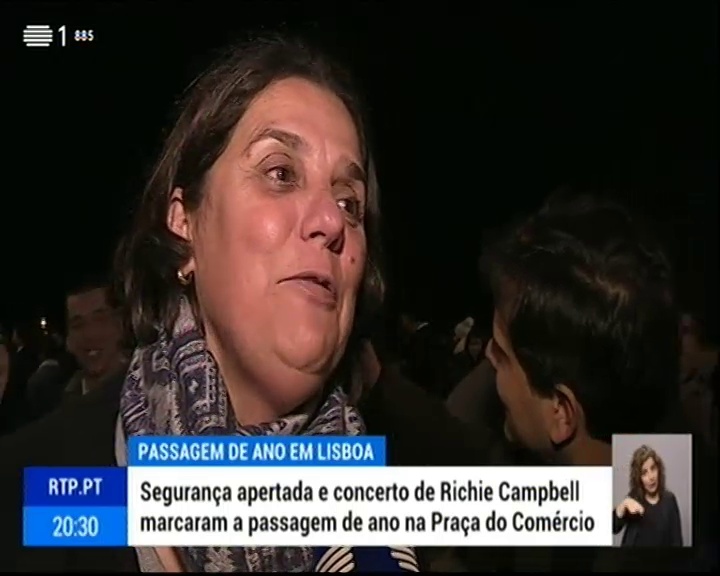 1 885
PASSAGEM DE ANO EM LISBOA
RTP.PT
20:30
Segurança apertada e concerto de Richie Campbell
marcaram a passagem de ano na Praça do Comércio